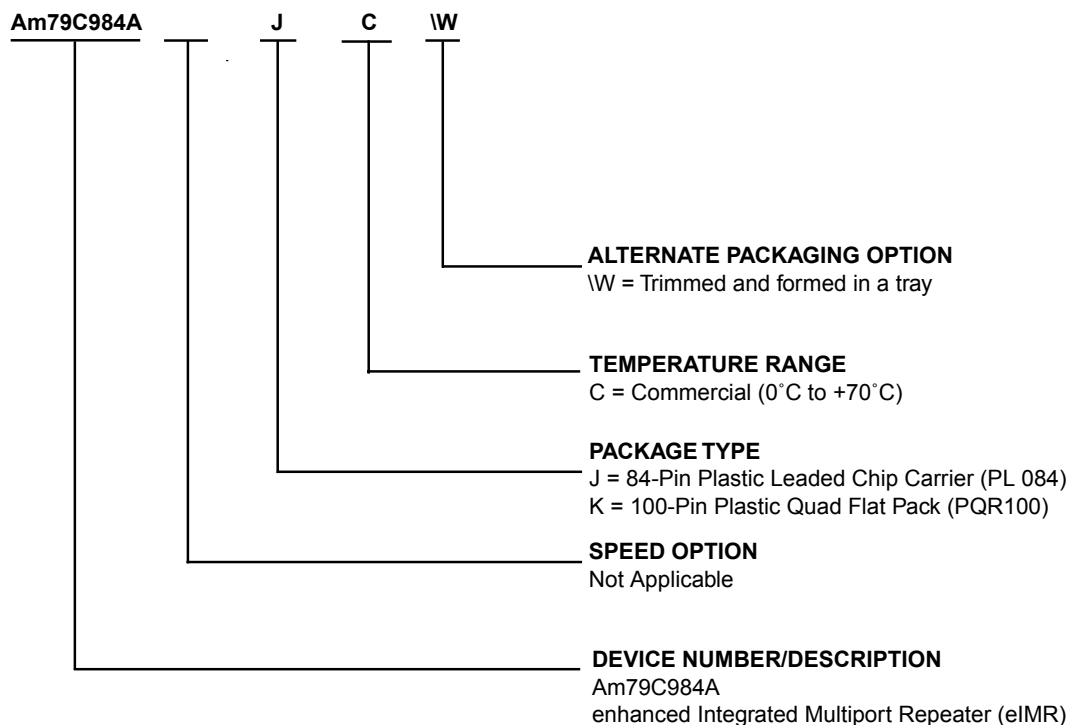 Am79C984A J C \W
ALTERNATE PACKAGING OPTION
\W = Trimmed and formed in a tray
TEMPERATURE RANGE
C = Commercial (0˚C to +70˚C)
PACKAGE TYPE
J = 84-Pin Plastic Leaded Chip Carrier (PL 084)
K = 100-Pin Plastic Quad Flat Pack (PQR100)
SPEED OPTION
Not Applicable
DEVICE NUMBER/DESCRIPTION
Am79C984A
enhanced Integrated Multiport Repeater (eIMR)